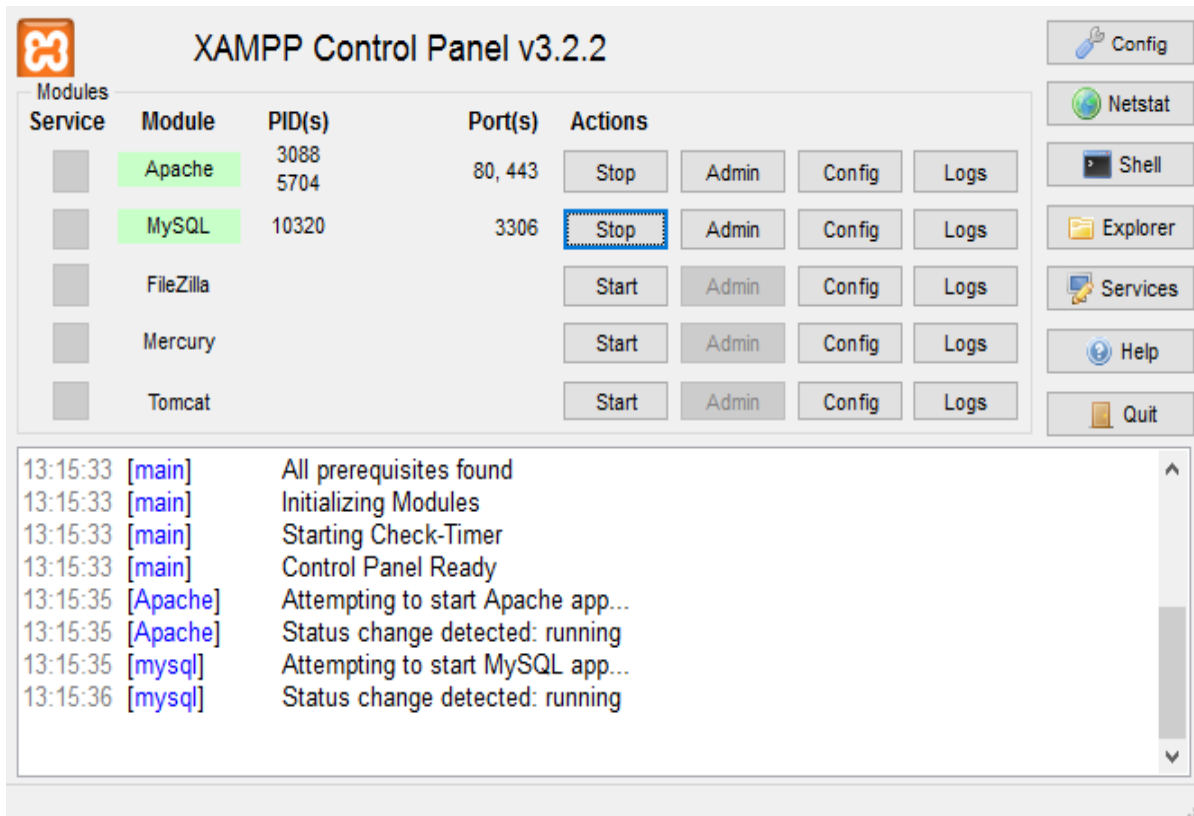 XAMPP Control Panel v3.2.2
Config
Modules
Netstat
Service Module PID(s) Port(s) Actions
Apache 3088 5704 80, 443 Stop Admin Config Logs
Shell
MySQL 10320 3306 Stop Admin Config Logs
Explorer
FileZilla Start Admin Config Logs
Services
Mercury Start Admin Config Logs
Help
Tomcat Start Admin Config Logs
Quit
13:15:33 [main] All prerequisites found
13:15:33 [main] Initializing Modules
13:15:33 [main] Starting Check-Timer
13:15:33 [main] Control Panel Ready
13:15:35 [Apache] Attempting to start Apache app...
13:15:35 [Apache] Status change detected: running
13:15:35 [mysql] Attempting to start MySQL app...
13:15:36 [mysql] Status change detected: running